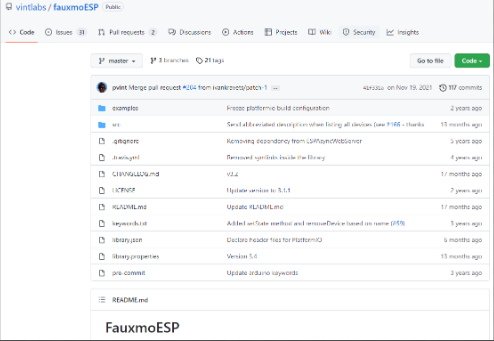 vintlabs / fauxmoESP Public
Code Issues 31 Pull requests 2 Discussions Actions Projects Wiki Security Insights
master 3 branches 21 tags Go to file Code
pvint Merge pull request #204 from ivankravets/patch-1 on Nov 19, 2021 117 commits
examples Freeze platformio build configuration 2 years ago
src Send abbreviated description when listing all devices (see #166 - thanks 13 months ago
.gitignore Removing dependency from ESPAsyncWebServer 5 years ago
.travis.yml Removed symlinks inside the library 4 years ago
CHANGELOG.md v3.2 17 months ago
LICENSE Update version to 3.1.1 2 years ago
README.md Update README.md 17 months ago
keywords.txt Added setState method and removeDevice based on name 3 years ago
library.json Declare header files for PlatformIO 6 months ago
library.properties Version 3.4 13 months ago
pre-commit Update arduino keywords 3 years ago
README.md
FauxmoESP